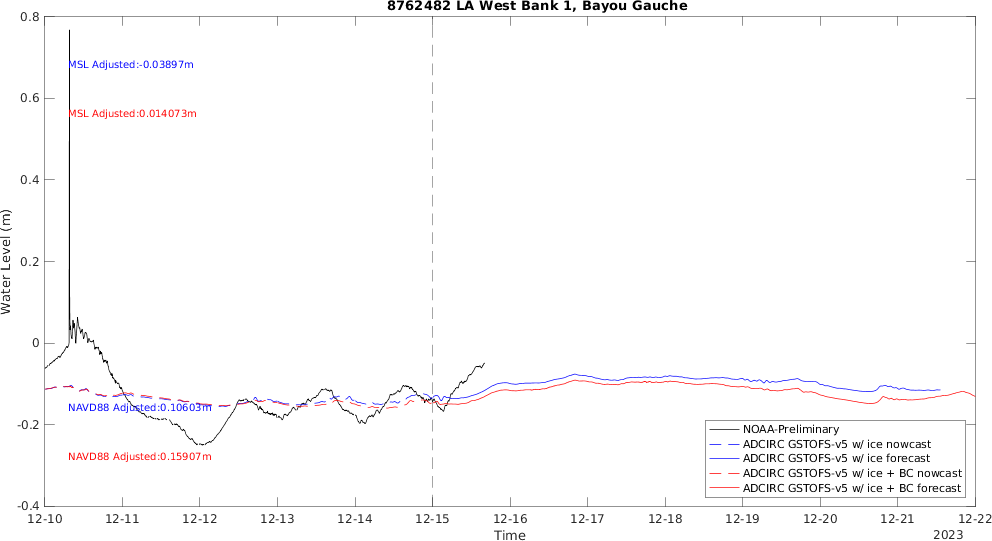 8762482 LA West Bank 1, Bayou Gauche
0.8
0.6
0.4
0.2
0
-0.2
-0.4
Water Level (m)
MSL Adjusted:-0.03897m
MSL Adjusted:0.014073m
NAVD88 Adjusted:0.10603m
NAVD88 Adjusted:0.15907m
NOAA-Preliminary
ADCIRC GSTOFS-v5 w/ ice nowcast
ADCIRC GSTOFS-v5 w/ ice forecast
ADCIRC GSTOFS-v5 w/ ice + BC nowcast
ADCIRC GSTOFS-v5 w/ ice + BC forecast
12-10 12-11 12-12 12-13 12-14 12-15 12-16 12-17 12-18 12-19 12-20 12-21 12-22
Time
2023